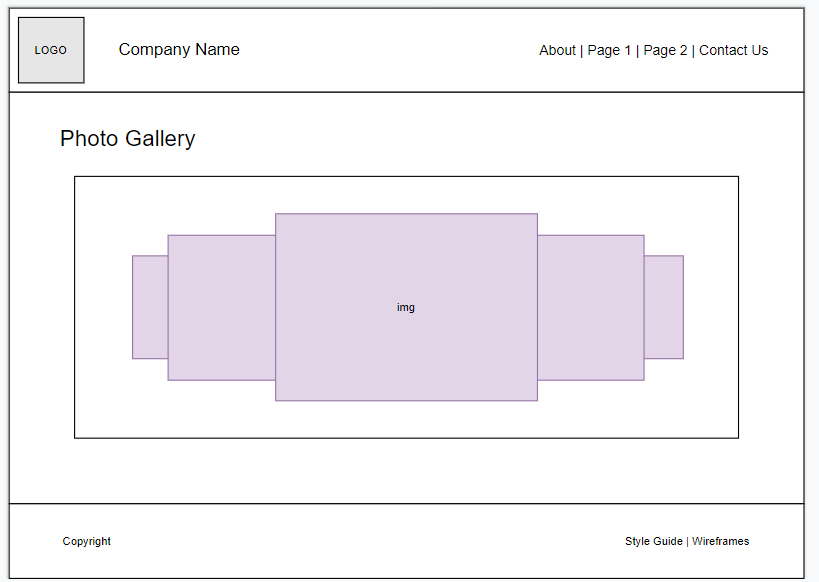 LOGO
Company Name
About | Page 1 | Page 2 | Contact Us
Photo Gallery
img
Copyright
Style Guide | Wireframes